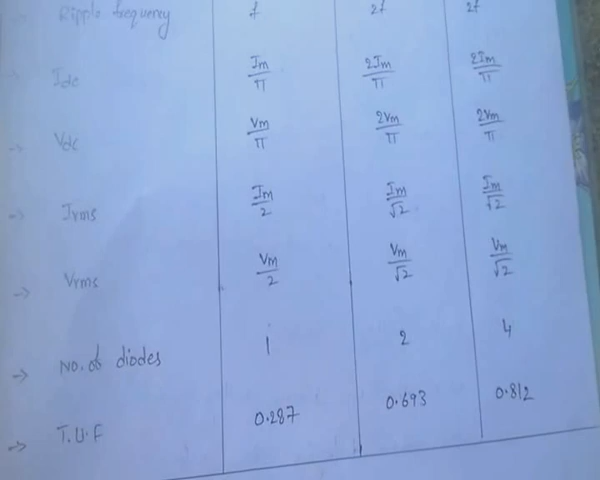 Ripple frequency f 2f 2f
→ Idc Im/π 2Im/π 2Im/π
→ Vdc Vm/π 2Vm/π 2Vm/π
→ Irms Im/2 Im/√2 Im/√2
→ Vrms Vm/2 Vm/√2 Vm/√2
→ No. of diodes 1 2 4
→ T.U.F 0.287 0.693 0.812